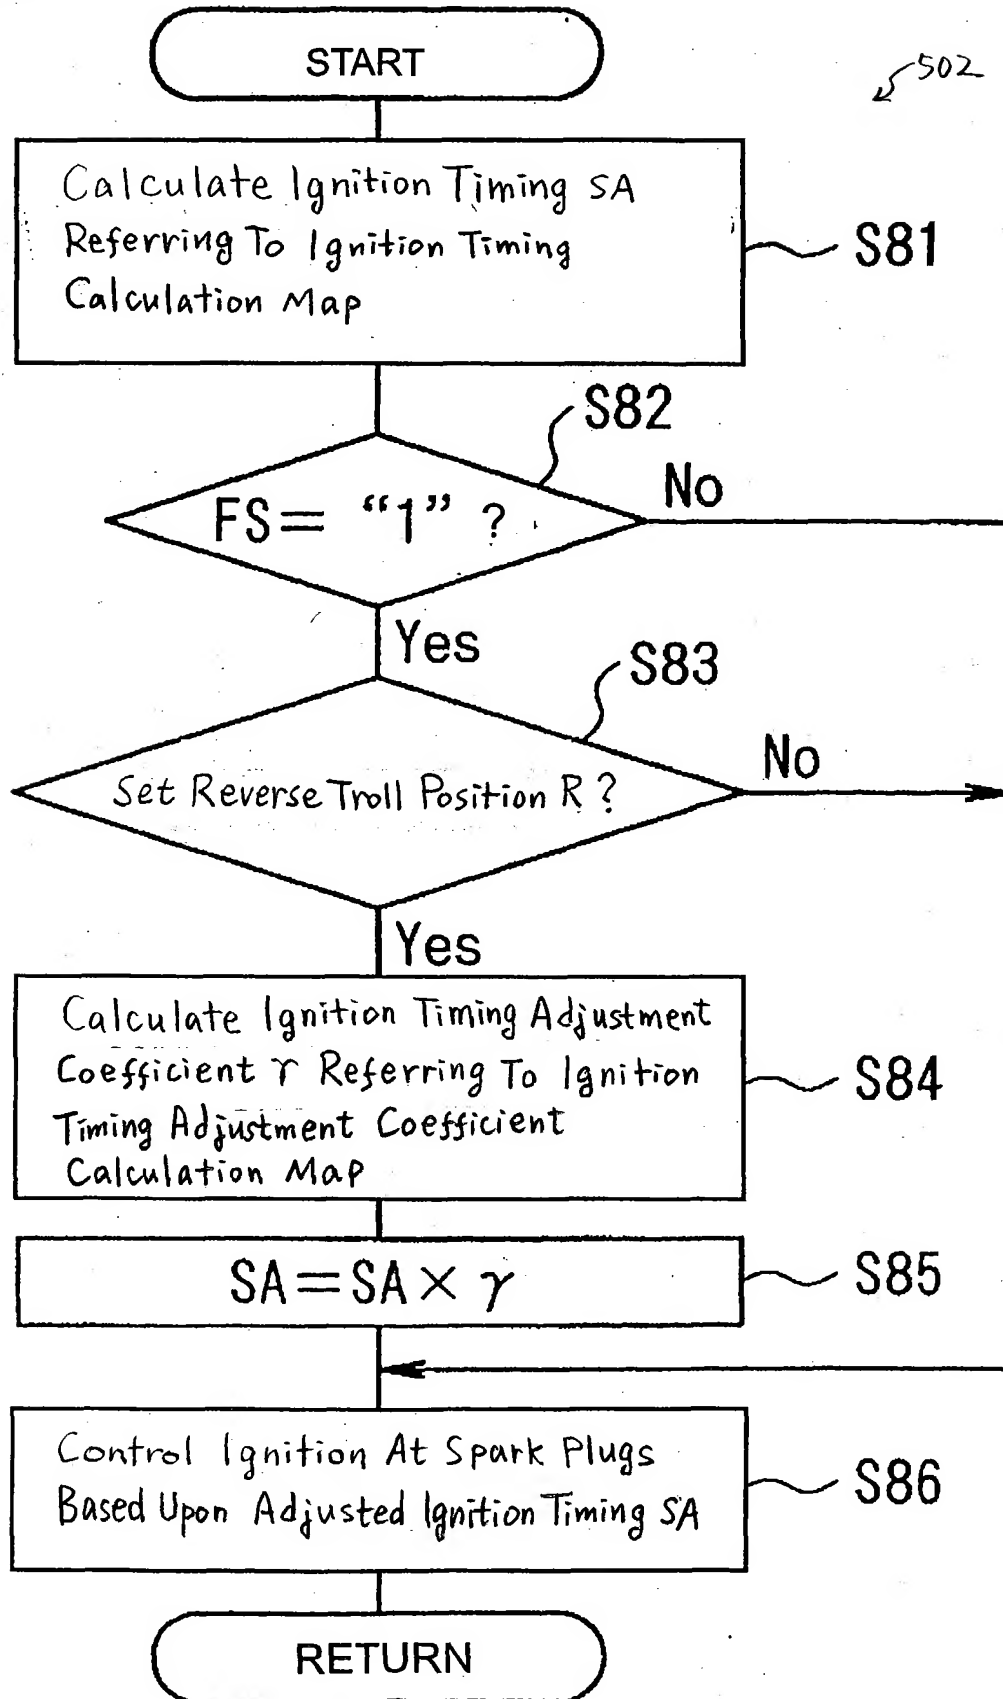 START
502
Calculate Ignition Timing SA
Referring To Ignition Timing
Calculation Map
S81
S82
FS= “1” ?
No
Yes
S83
Set Reverse Troll Position R ?
No
Yes
Calculate Ignition Timing Adjustment
Coefficient γ Referring To Ignition
Timing Adjustment Coefficient
Calculation Map
S84
SA=SA×γ
S85
Control Ignition At Spark Plugs
Based Upon Adjusted Ignition Timing SA
S86
RETURN